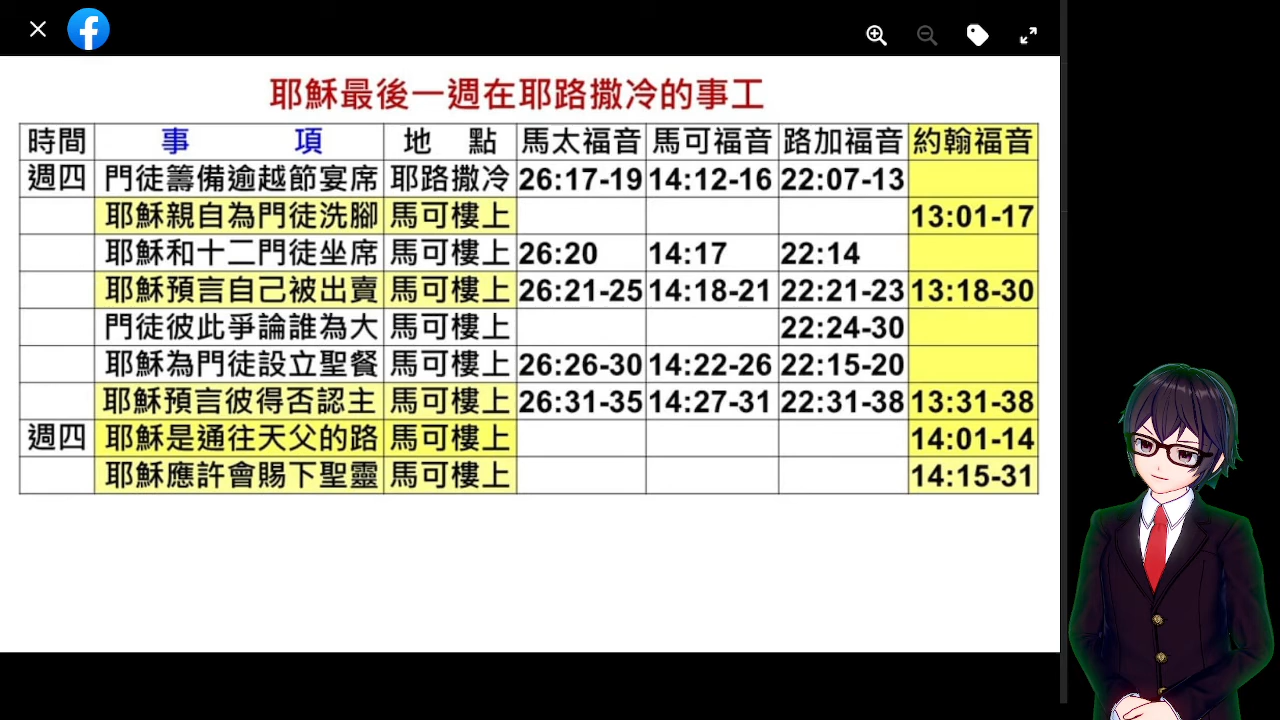 耶穌最後一週在耶路撒冷的事工
時間 事 項 地 點 馬太福音 馬可福音 路加福音 約翰福音
週四 門徒籌備逾越節宴席 耶路撒冷 26:17-19 14:12-16 22:07-13
耶穌親自為門徒洗腳 馬可樓上 13:01-17
耶穌和十二門徒坐席 馬可樓上 26:20 14:17 22:14
耶穌預言自己被出賣 馬可樓上 26:21-25 14:18-21 22:21-23 13:18-30
門徒彼此爭論誰為大 馬可樓上 22:24-30
耶穌為門徒設立聖餐 馬可樓上 26:26-30 14:22-26 22:15-20
耶穌預言彼得否認主 馬可樓上 26:31-35 14:27-31 22:31-38 13:31-38
週四 耶穌是通往天父的路 馬可樓上 14:01-14
耶穌應許會賜下聖靈 馬可樓上 14:15-31